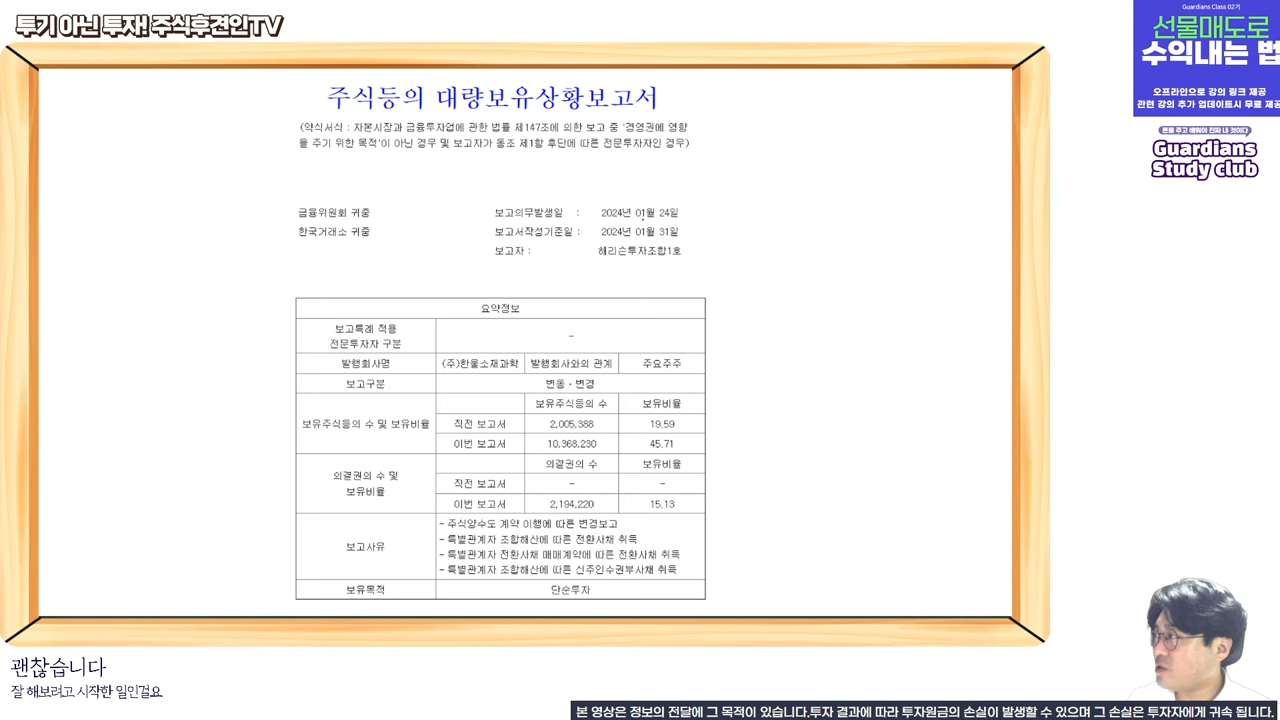 투기 아닌 투자! 주식후견인TV
Guardians Class 02기
선물매도로
수익내는 법
오프라인으로 강의 링크 제공
관련 강의 추가 업데이트시 무료 제공
돈을 주고 배워야 진짜 내 것이다
Guardians
Study club
주식등의 대량보유상황보고서
(약식서식 : 자본시장과 금융투자업에 관한 법률 제147조에 의한 보고 중 '경영권에 영향
을 주기 위한 목적'이 아닌 경우 및 보고자가 동조 제1항 후단에 따른 전문투자자인 경우)
금융위원회 귀중 보고의무발생일 : 2024년 01월 24일
한국거래소 귀중 보고서작성기준일 : 2024년 01월 31일
보고자 : 해리슨투자조합1호
요약정보
보고특례 적용
전문투자자 구분 -
발행회사명 (주)한울소재과학 발행회사와의 관계 주요주주
보고구분 변동·변경
보유주식등의 수 및 보유비율 보유주식등의 수 보유비율
직전 보고서 2,005,388 19.59
이번 보고서 10,368,230 45.71
의결권의 수 및
보유비율 의결권의 수 보유비율
직전 보고서 - -
이번 보고서 2,194,220 15.13
보고사유
- 주식양수도 계약 이행에 따른 변경보고
- 특별관계자 조합해산에 따른 전환사채 취득
- 특별관계자 전환사채 매매계약에 따른 전환사채 취득
- 특별관계자 조합해산에 따른 신주인수권부사채 취득
보유목적 단순투자
괜찮습니다
잘 해보려고 시작한 일인걸요
본 영상은 정보의 전달에 그 목적이 있습니다.투자 결과에 따라 투자원금의 손실이 발생할 수 있으며 그 손실은 투자자에게 귀속 됩니다.